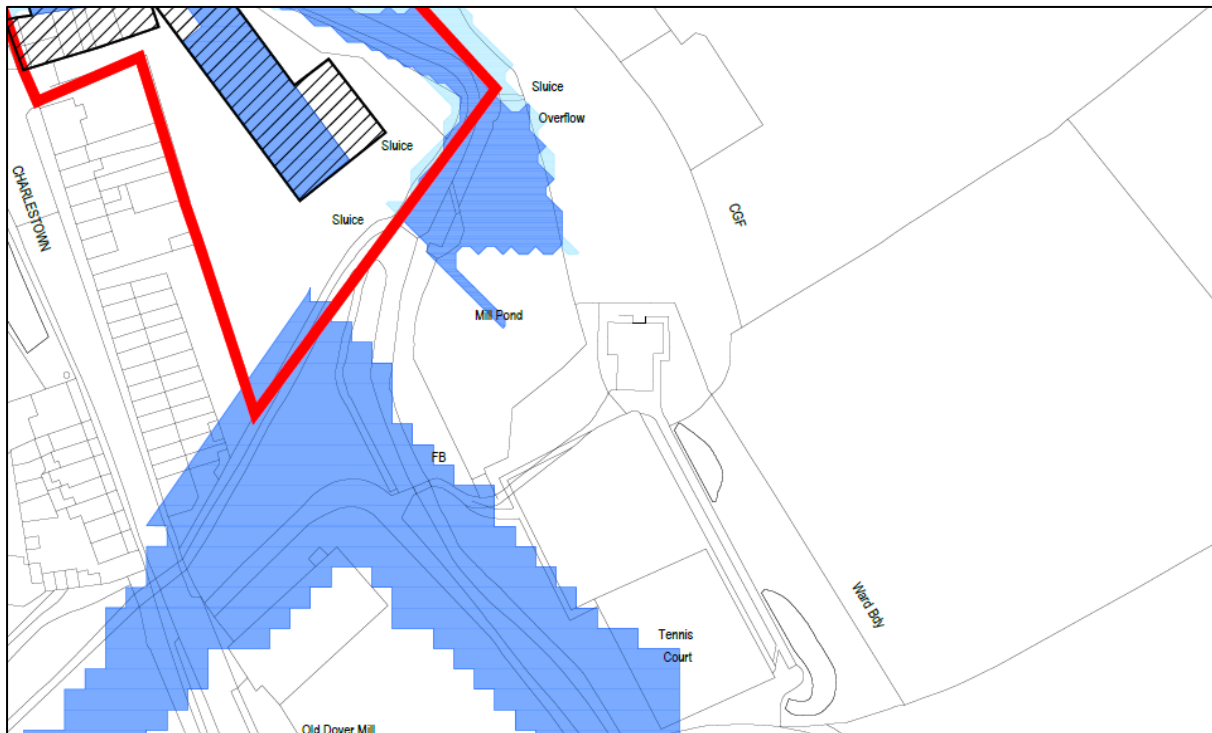 Sluice
Overflow
Sluice
CHARLESTOWN
Sluice
CGF
Mill Pond
FB
Ward Bdy
Tennis
Court
Old Dover Mill